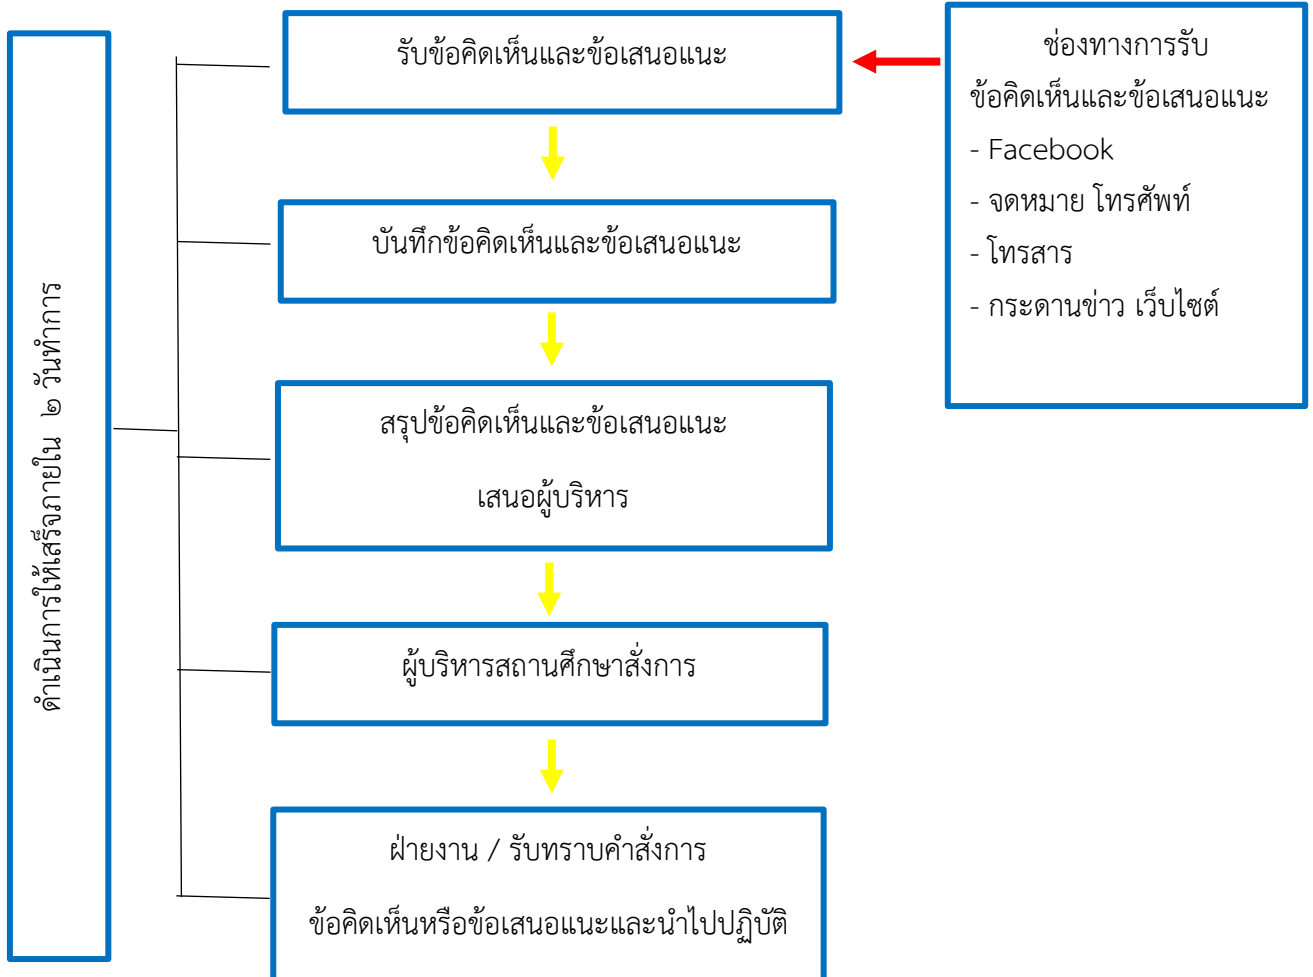 รับข้อคิดเห็นและข้อเสนอแนะ
ช่องทางการรับ
ข้อคิดเห็นและข้อเสนอแนะ
- Facebook
- จดหมาย โทรศัพท์
- โทรสาร
- กระดานข่าว เว็บไซต์
บันทึกข้อคิดเห็นและข้อเสนอแนะ
ดำเนินการให้เสร็จภายใน ๒ วันทำการ
สรุปข้อคิดเห็นและข้อเสนอแนะ
เสนอผู้บริหาร
ผู้บริหารสถานศึกษาสั่งการ
ฝ่ายงาน / รับทราบคำสั่งการ
ข้อคิดเห็นหรือข้อเสนอแนะและนำไปปฏิบัติ